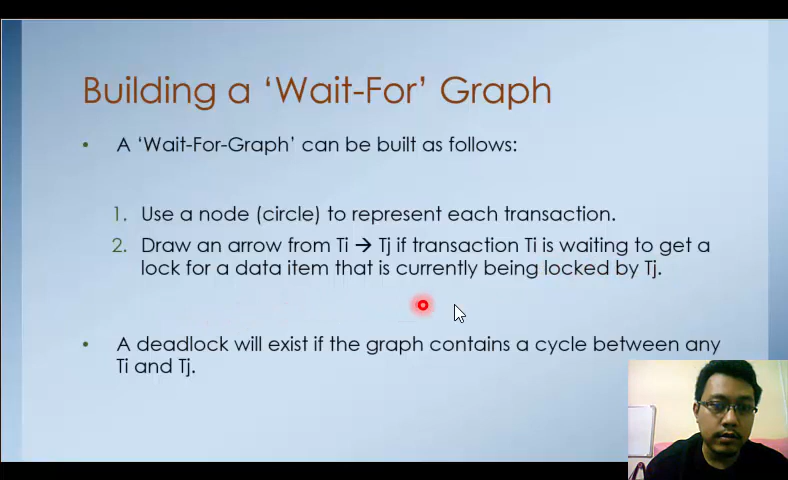 Building a ‘Wait-For’ Graph
• A ‘Wait-For-Graph’ can be built as follows:
1. Use a node (circle) to represent each transaction.
2. Draw an arrow from Ti → Tj if transaction Ti is waiting to get a
lock for a data item that is currently being locked by Tj.
• A deadlock will exist if the graph contains a cycle between any
Ti and Tj.